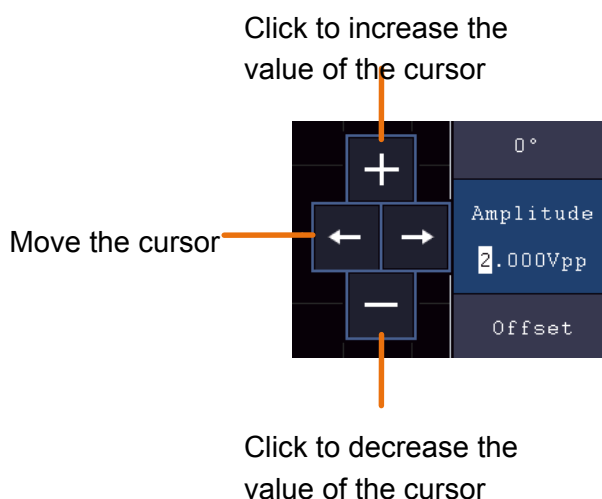 Click to increase the
value of the cursor
0°
Amplitude
Move the cursor
2.000Vpp
Offset
Click to decrease the
value of the cursor